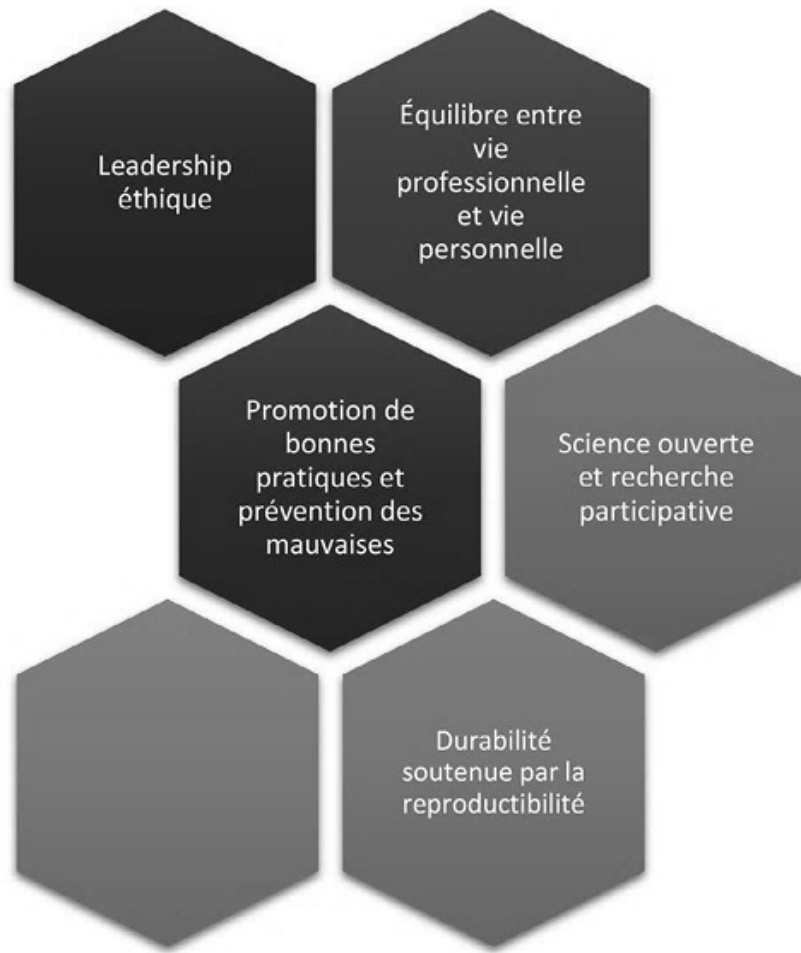 Leadership
éthique
Équilibre entre
vie
professionnelle
et vie
personnelle
Promotion de
bonnes
pratiques et
prévention des
mauvaises
Science ouverte
et recherche
participative
Durabilité
soutenue par la
reproductibilité